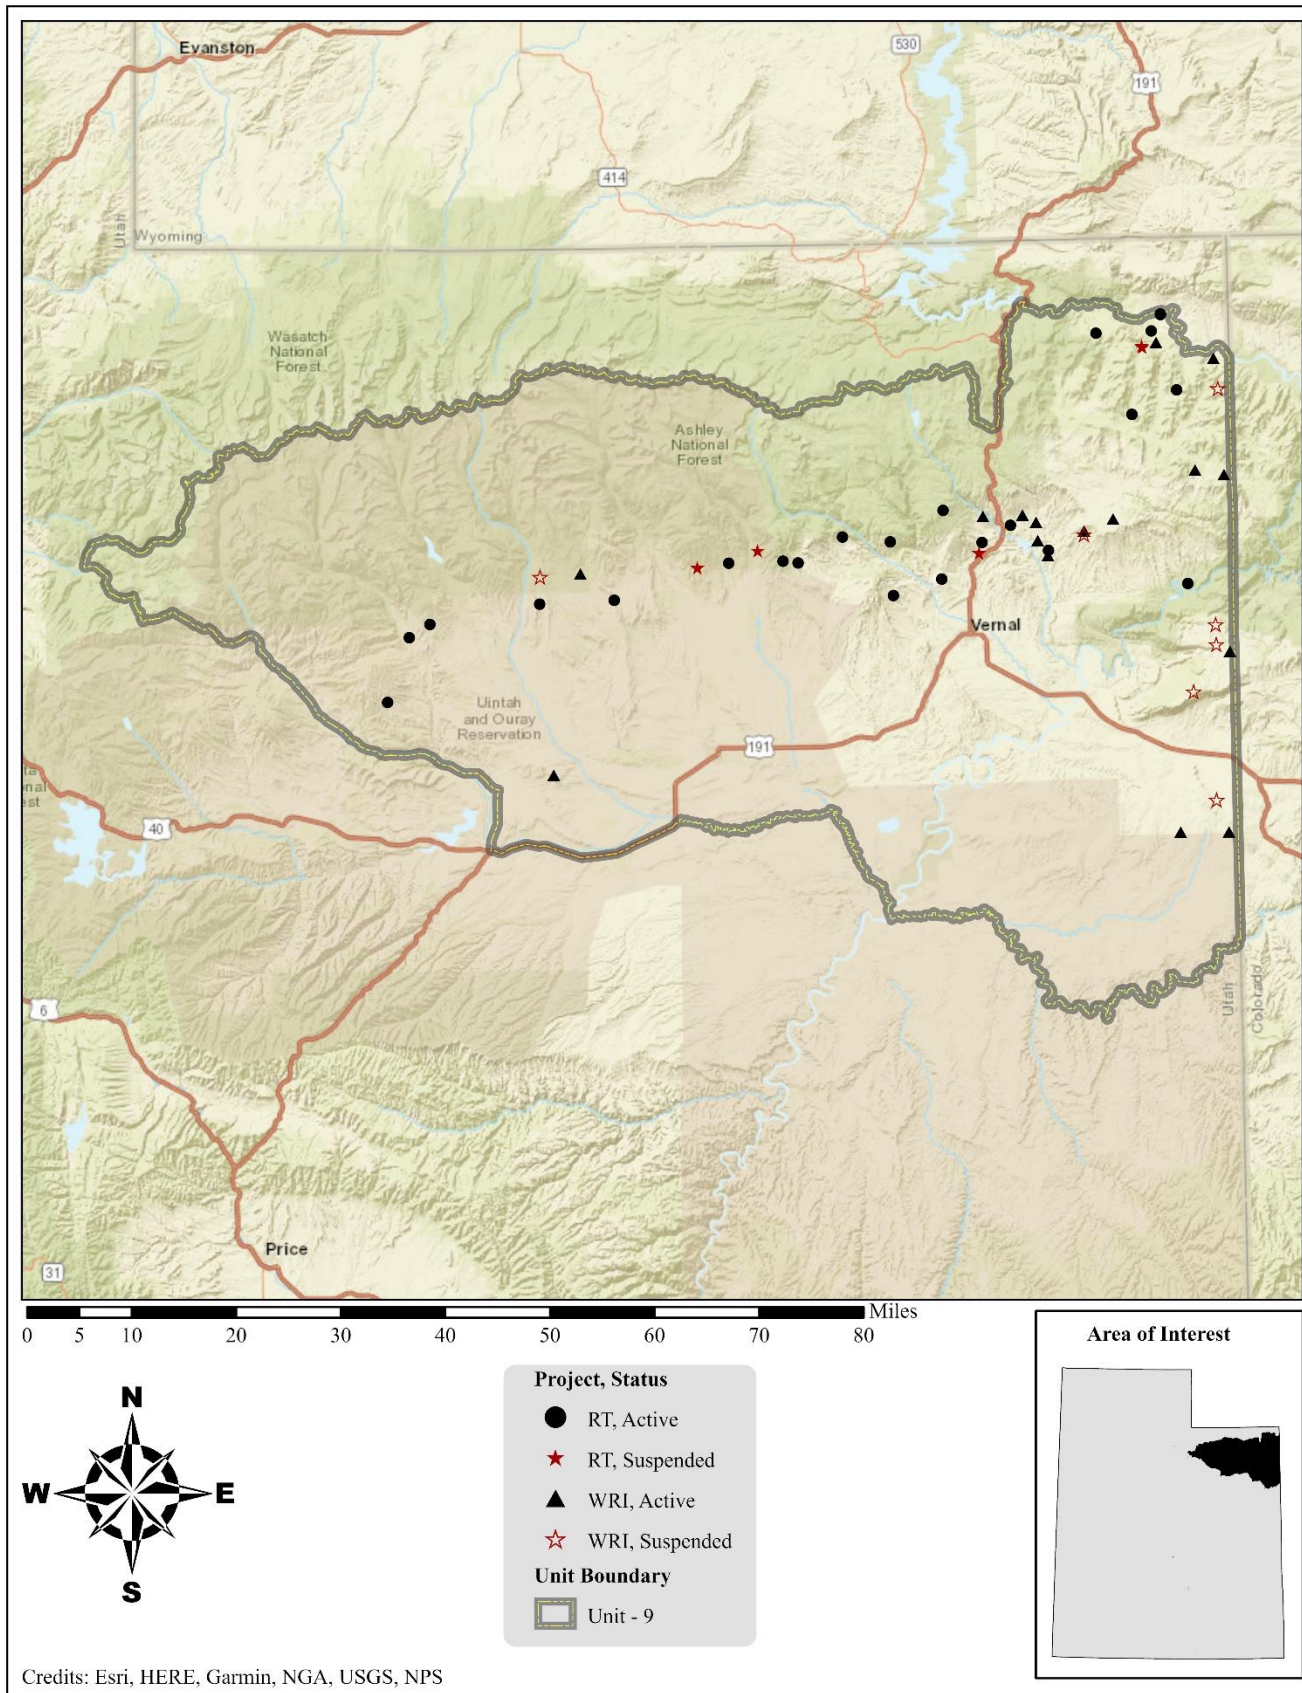 Evanston
530
191
414
Utah
Wyoming
Wasatch
National
Forest
Ashley
National
Forest
Vernal
Uintah
and Ouray
Reservation
191
40
6
Utah
Colorado
Price
31
Miles
0 5 10 20 30 40 50 60 70 80
N
W E
S
Project, Status
RT, Active
RT, Suspended
WRI, Active
WRI, Suspended
Unit Boundary
Unit - 9
Area of Interest
Credits: Esri, HERE, Garmin, NGA, USGS, NPS